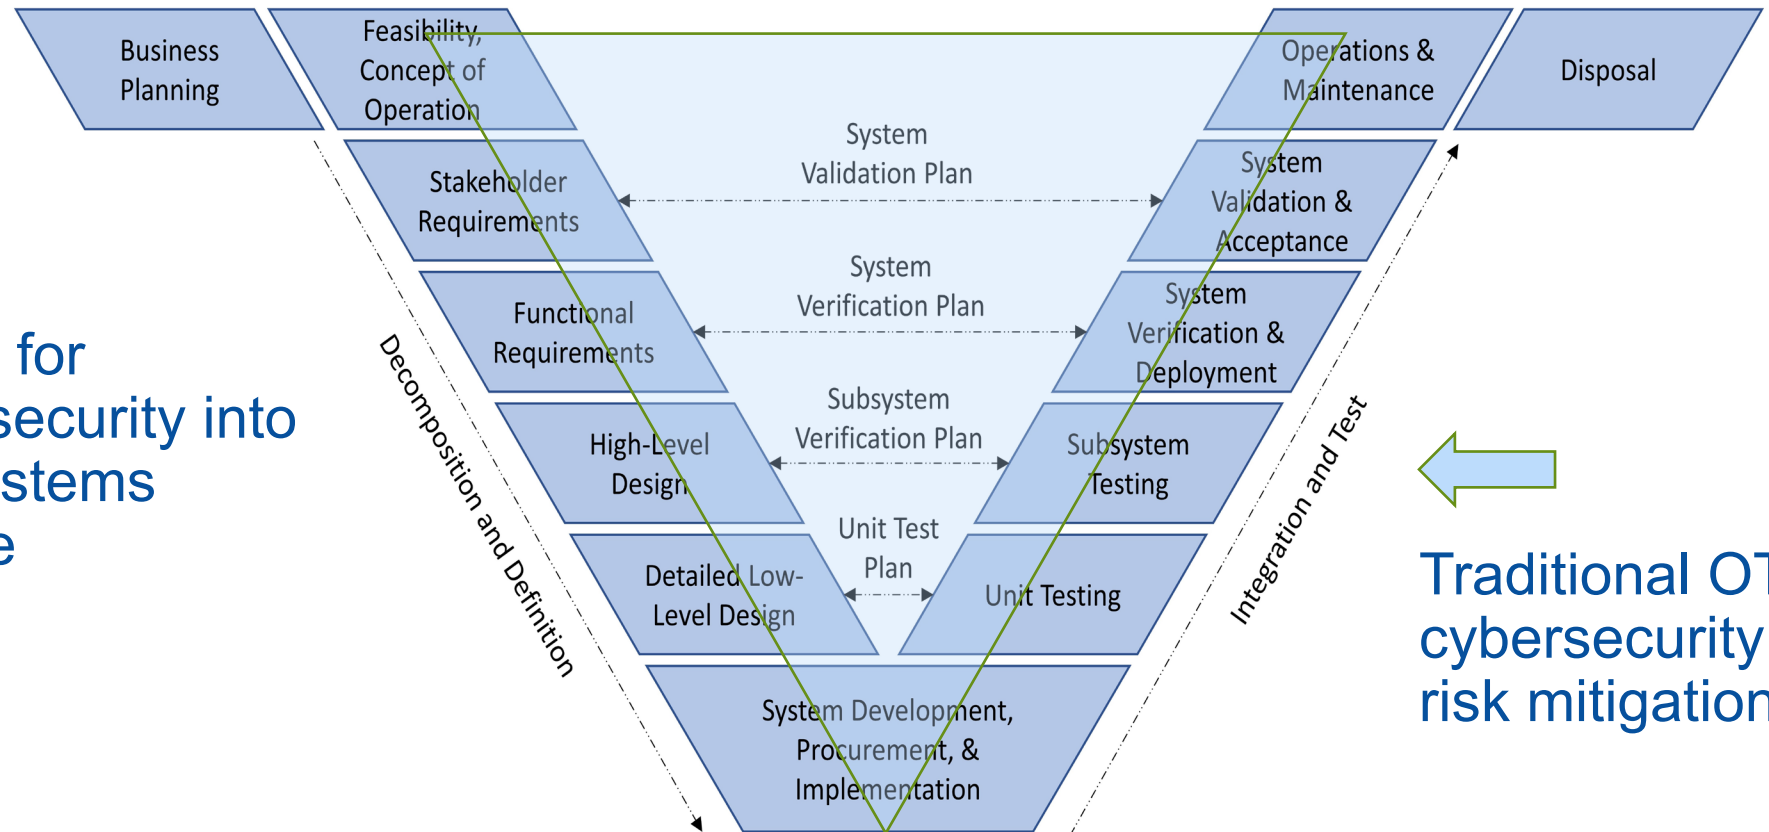 Business
Planning
Feasibility,
Concept of
Operation
Operations &
Maintenance
Disposal
System
Validation Plan
Stakeholder
Requirements
System
Validation &
Acceptance
System
Verification Plan
Functional
Requirements
System
Verification &
Deployment
for
security into
stems
e
Decomposition and Definition
Subsystem
Verification Plan
High-Level
Design
Subsystem
Testing
Integration and Test
Unit Test
Plan
Detailed Low-
Level Design
Unit Testing
Traditional OT
cybersecurity
risk mitigation
System Development,
Procurement, &
Implementation